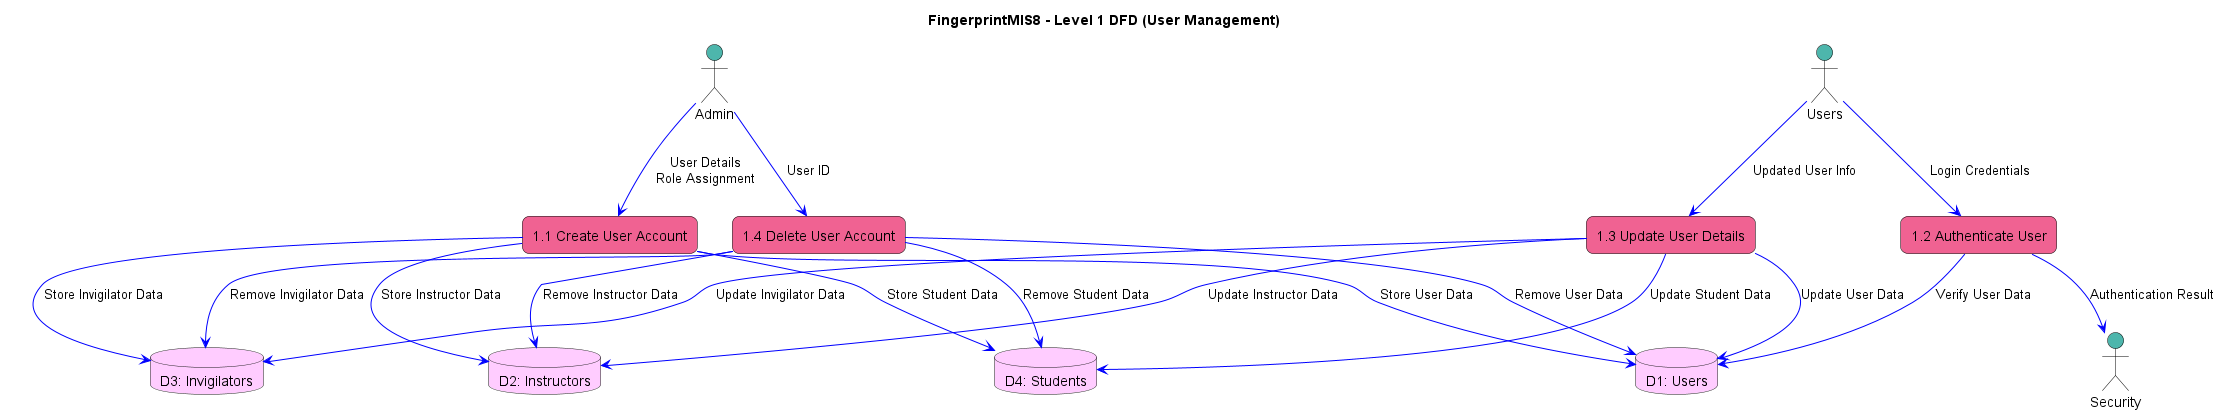 FingerprintMIS8 - Level 1 DFD (User Management)
Admin
Users
User Details
Role Assignment
User ID
Updated User Info
Login Credentials
1.1 Create User Account
1.4 Delete User Account
1.3 Update User Details
1.2 Authenticate User
Store Invigilator Data
Remove Invigilator Data
Store Instructor Data
Remove Instructor Data
Update Invigilator Data
Store Student Data
Remove Student Data
Update Instructor Data
Store User Data
Remove User Data
Update Student Data
Update User Data
Verify User Data
Authentication Result
D3: Invigilators
D2: Instructors
D4: Students
D1: Users
Security